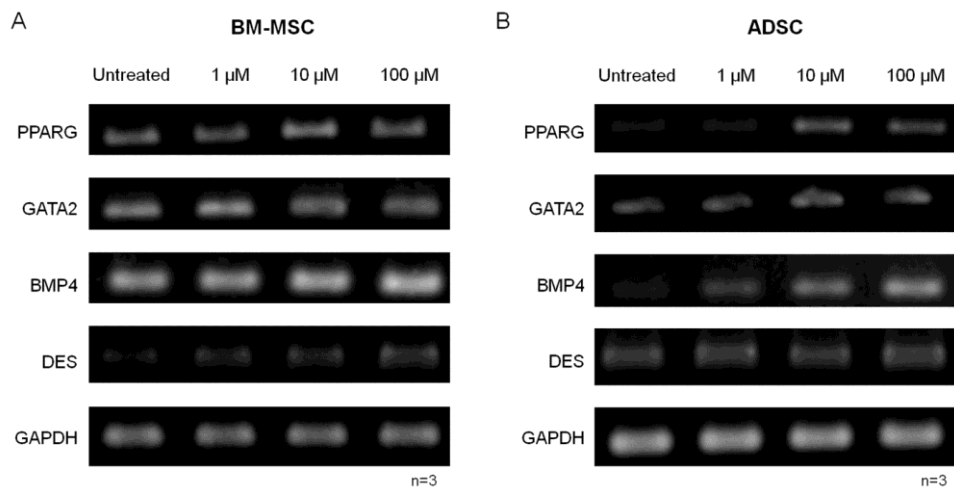 A
BM-MSC
Untreated 1 µM 10 µM 100 µM
PPARG
GATA2
BMP4
DES
GAPDH
n=3
B
ADSC
Untreated 1 µM 10 µM 100 µM
PPARG
GATA2
BMP4
DES
GAPDH
n=3